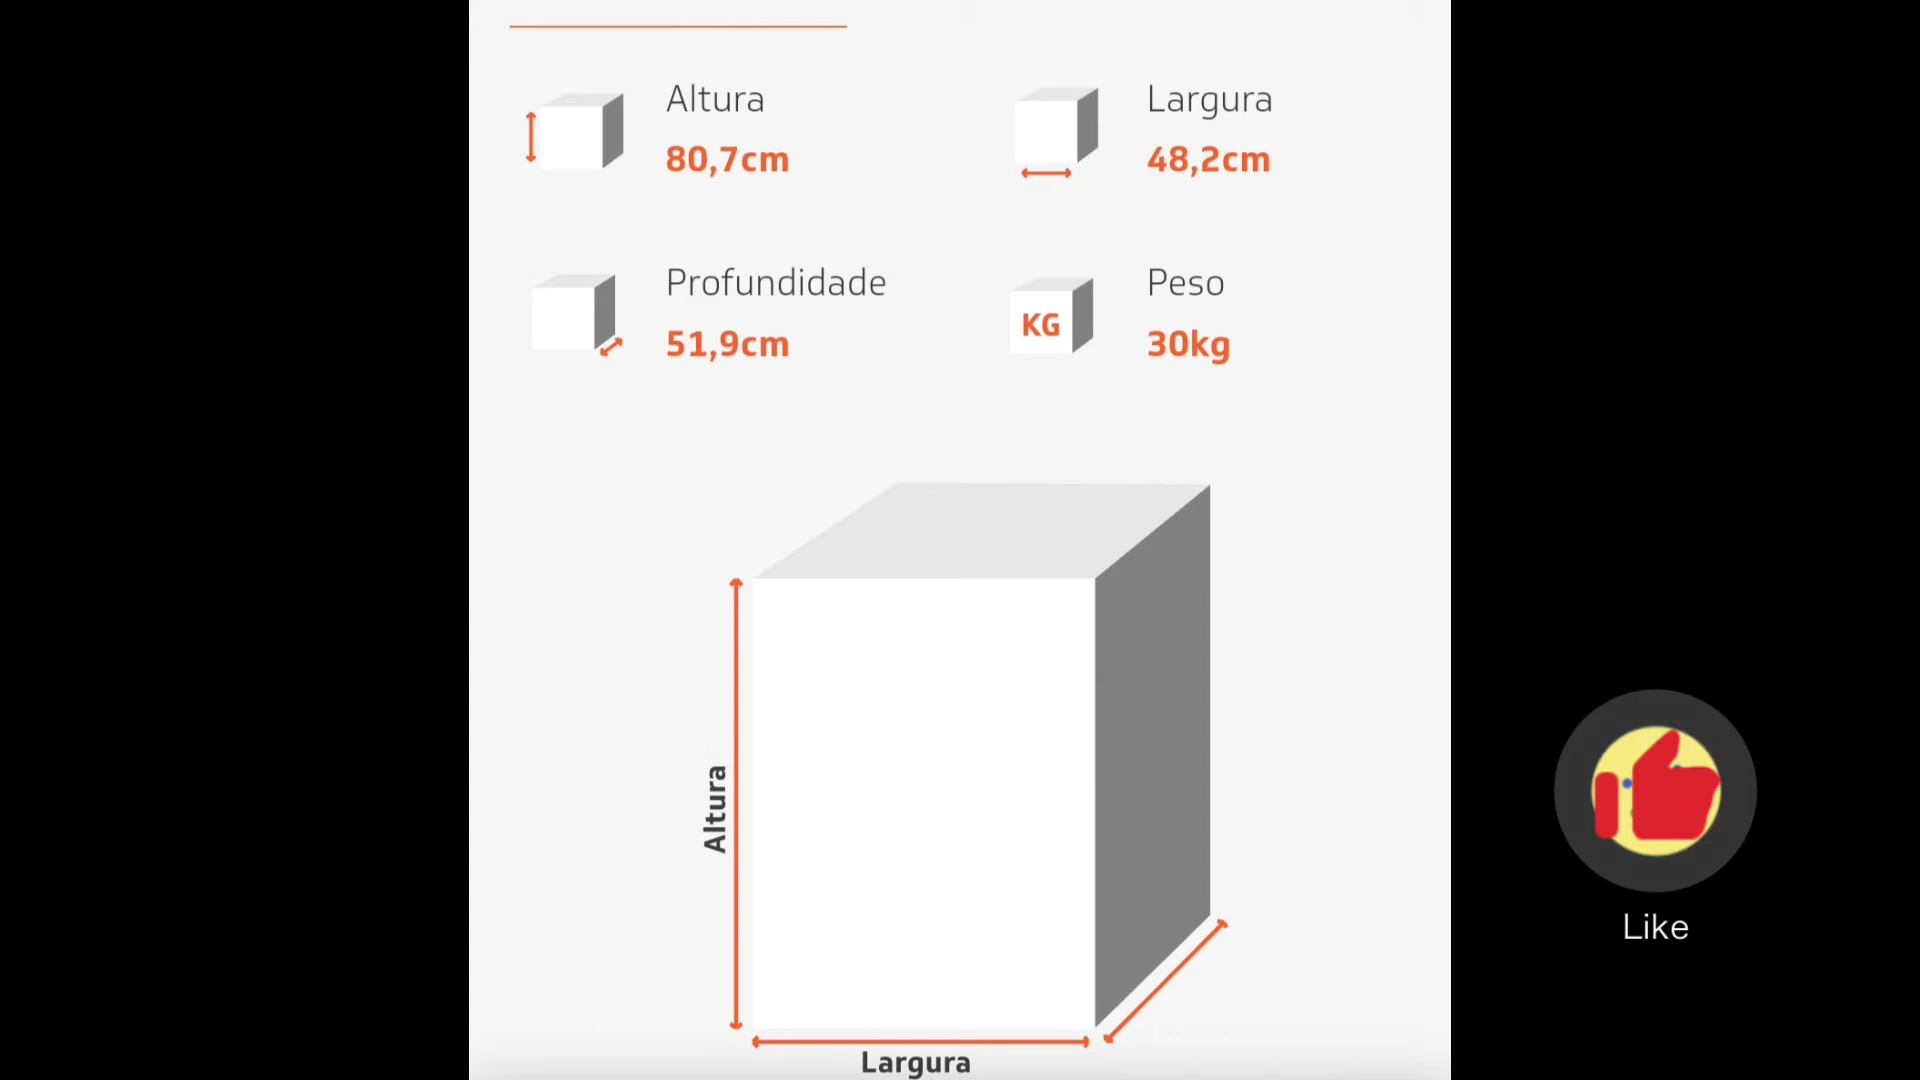 Altura
80,7cm
Largura
48,2cm
Profundidade
51,9cm
KG
Peso
30kg
Altura
Largura
Like